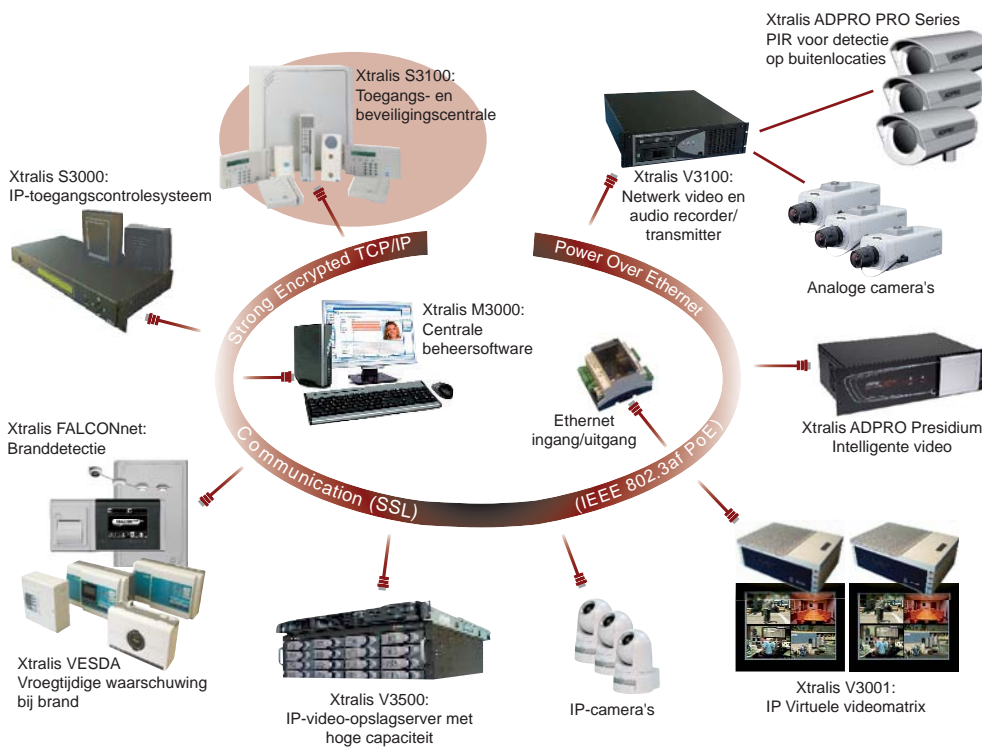 Xtralis ADPRO PRO Series
PIR voor detectie
op buitenlocaties
Xtralis S3100:
Toegangs- en
beveiligingscentrale
ADPRO
ADPRO
ADPRO
Xtralis S3000:
IP-toegangscontrolesysteem
Xtralis V3100:
Netwerk video en
audio recorder/
transmitter
Analoge camera's
Strong Encrypted TCP/IP
Power Over Ethernet
Xtralis M3000:
Centrale
beheersoftware
Ethernet
ingang/uitgang
Xtralis ADPRO Presidium
Intelligente video
Xtralis FALCONnet:
Branddetectie
Communication (SSL)
(IEEE 802.3af PoE)
Xtralis VESDA
Vroegtijdige waarschuwing
bij brand
Xtralis V3500:
IP-video-opslagserver met
hoge capaciteit
IP-camera's
Xtralis V3001:
IP Virtuele videomatrix